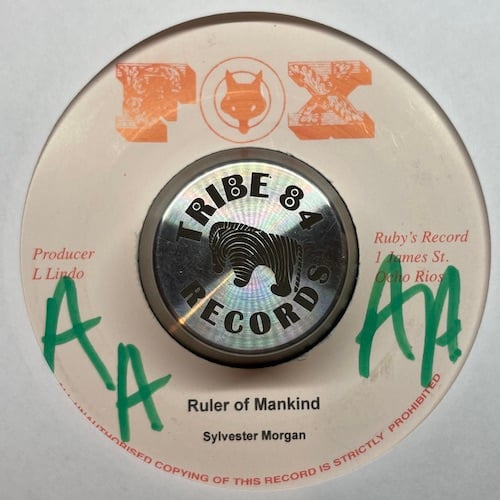 FOX
TRIBE 84
RECORDS
Producer
L Lindo
Ruby's Record
1 James St.
Ocho Rios
A
A
AA
Ruler of Mankind
Sylvester Morgan
UNAUTHORISED COPYING OF THIS RECORD IS STRICTLY PROHIBITED